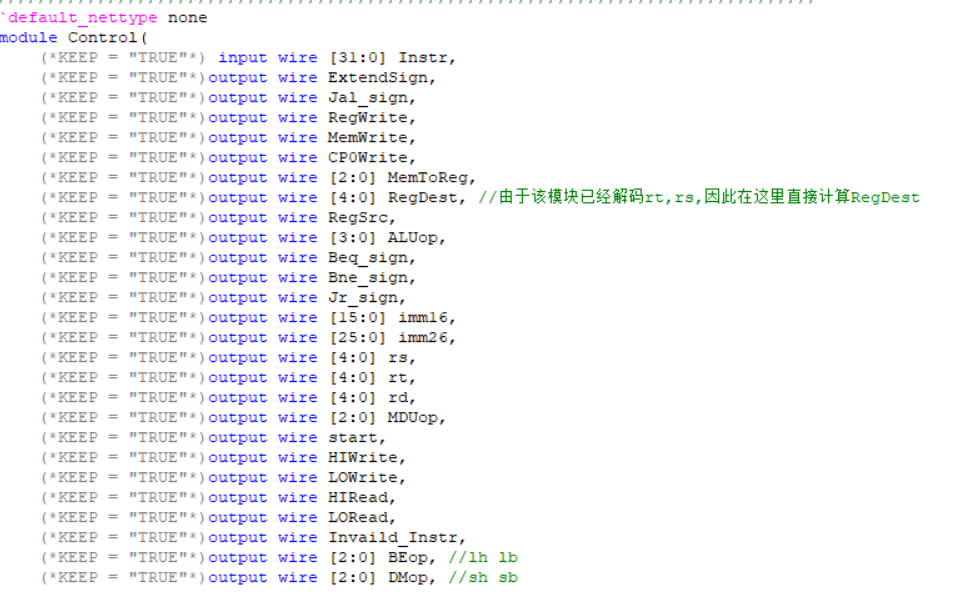 `default_nettype none
module Control(
(*KEEP = "TRUE"*) input wire [31:0] Instr,
(*KEEP = "TRUE"*)output wire ExtendSign,
(*KEEP = "TRUE"*)output wire Jal_sign,
(*KEEP = "TRUE"*)output wire RegWrite,
(*KEEP = "TRUE"*)output wire MemWrite,
(*KEEP = "TRUE"*)output wire CP0Write,
(*KEEP = "TRUE"*)output wire [2:0] MemToReg,
(*KEEP = "TRUE"*)output wire [4:0] RegDest, //由于该模块已经解码rt,rs,因此在这里直接计算RegDest
(*KEEP = "TRUE"*)output wire RegSrc,
(*KEEP = "TRUE"*)output wire [3:0] ALUop,
(*KEEP = "TRUE"*)output wire Beq_sign,
(*KEEP = "TRUE"*)output wire Bne_sign,
(*KEEP = "TRUE"*)output wire Jr_sign,
(*KEEP = "TRUE"*)output wire [15:0] imm16,
(*KEEP = "TRUE"*)output wire [25:0] imm26,
(*KEEP = "TRUE"*)output wire [4:0] rs,
(*KEEP = "TRUE"*)output wire [4:0] rt,
(*KEEP = "TRUE"*)output wire [4:0] rd,
(*KEEP = "TRUE"*)output wire [2:0] MDUop,
(*KEEP = "TRUE"*)output wire start,
(*KEEP = "TRUE"*)output wire HIWrite,
(*KEEP = "TRUE"*)output wire LOWrite,
(*KEEP = "TRUE"*)output wire HIRead,
(*KEEP = "TRUE"*)output wire LORead,
(*KEEP = "TRUE"*)output wire Invaild_Instr,
(*KEEP = "TRUE"*)output wire [2:0] BEop, //lh lb
(*KEEP = "TRUE"*)output wire [2:0] DMop, //sh sb